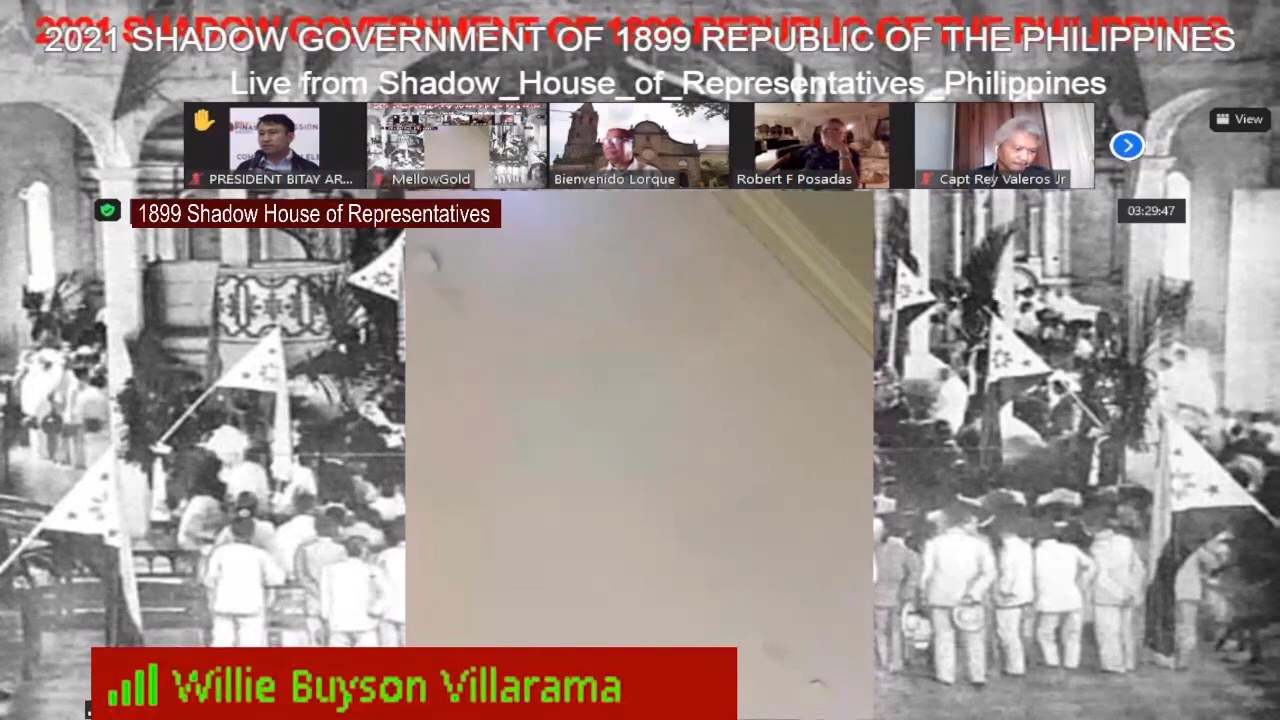 2021 SHADOW GOVERNMENT OF 1899 REPUBLIC OF THE PHILIPPINES
Live from Shadow_House_of_Representatives_Philippines
View
PRESIDENT BITAY AR...
MellowGold
Bienvenido Lorque
Robert F Posadas
Capt Rey Valeros Jr
1899 Shadow House of Representatives
03:29:47
Willie Buyson Villarama